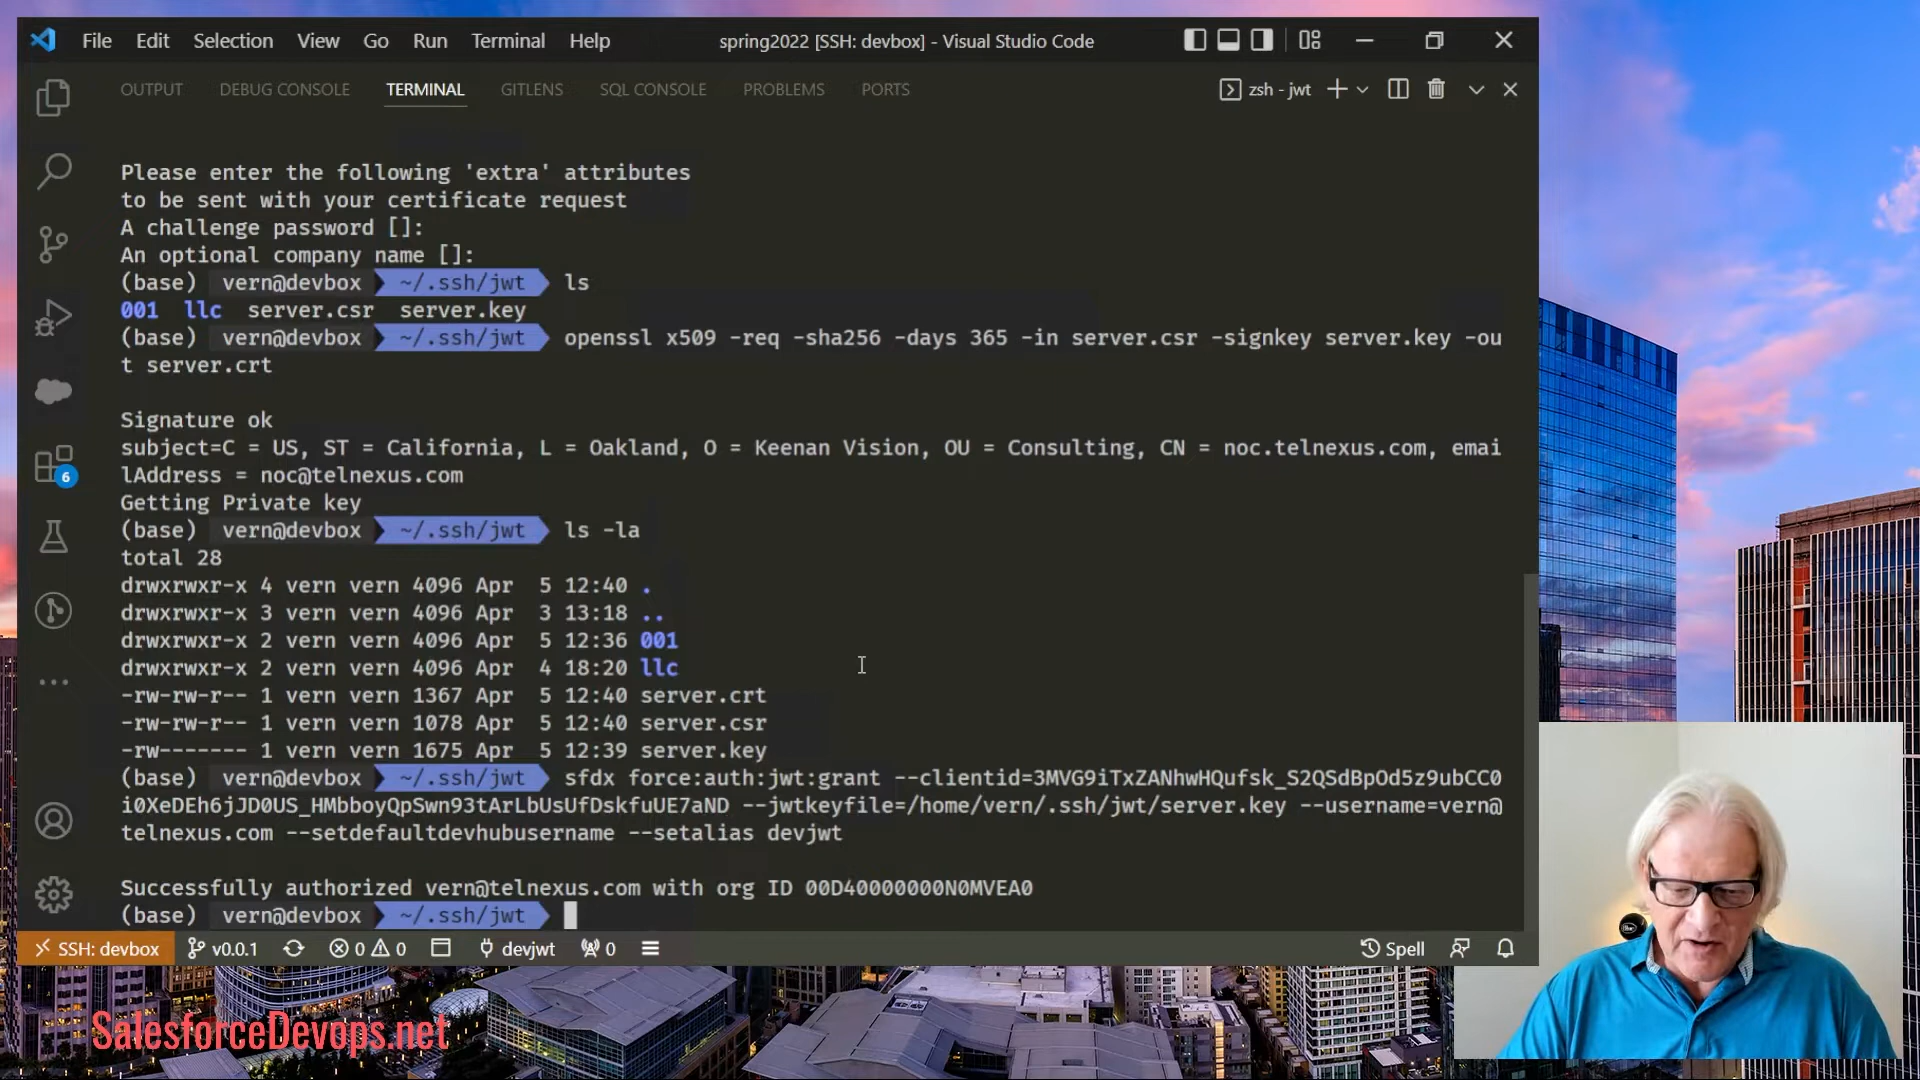 File Edit Selection View Go Run Terminal Help spring2022 [SSH: devbox] - Visual Studio Code
OUTPUT DEBUG CONSOLE TERMINAL GITLENS SQL CONSOLE PROBLEMS PORTS zsh - jwt
Please enter the following 'extra' attributes
to be sent with your certificate request
A challenge password []:
An optional company name []:
(base) vern@devbox ~/.ssh/jwt ls
001 llc server.csr server.key
(base) vern@devbox ~/.ssh/jwt openssl x509 -req -sha256 -days 365 -in server.csr -signkey server.key -ou
t server.crt
Signature ok
subject=C = US, ST = California, L = Oakland, O = Keenan Vision, OU = Consulting, CN = noc.telnexus.com, emai
lAddress = noc@telnexus.com
Getting Private key
(base) vern@devbox ~/.ssh/jwt ls -la
total 28
drwxrwxr-x 4 vern vern 4096 Apr 5 12:40 .
drwxrwxr-x 3 vern vern 4096 Apr 3 13:18 ..
drwxrwxr-x 2 vern vern 4096 Apr 5 12:36 001
drwxrwxr-x 2 vern vern 4096 Apr 4 18:20 llc
-rw-rw-r-- 1 vern vern 1367 Apr 5 12:40 server.crt
-rw-rw-r-- 1 vern vern 1078 Apr 5 12:40 server.csr
-rw------- 1 vern vern 1675 Apr 5 12:39 server.key
(base) vern@devbox ~/.ssh/jwt sfdx force:auth:jwt:grant --clientid=3MVG9iTxZANhwHQufsk_S2QSdBpOd5z9ubCC0
i0XeDEh6jJD0US_HMbboyQpSwn93tArLbUsUfDskfuUE7aND --jwtkeyfile=/home/vern/.ssh/jwt/server.key --username=vern@
telnexus.com --setdefaultdevhubusername --setalias devjwt
Successfully authorized vern@telnexus.com with org ID 00D40000000N0MVEA0
(base) vern@devbox ~/.ssh/jwt
6
SSH: devbox v0.0.1 0 0 devjwt 0 Spell
SalesforceDevops.net